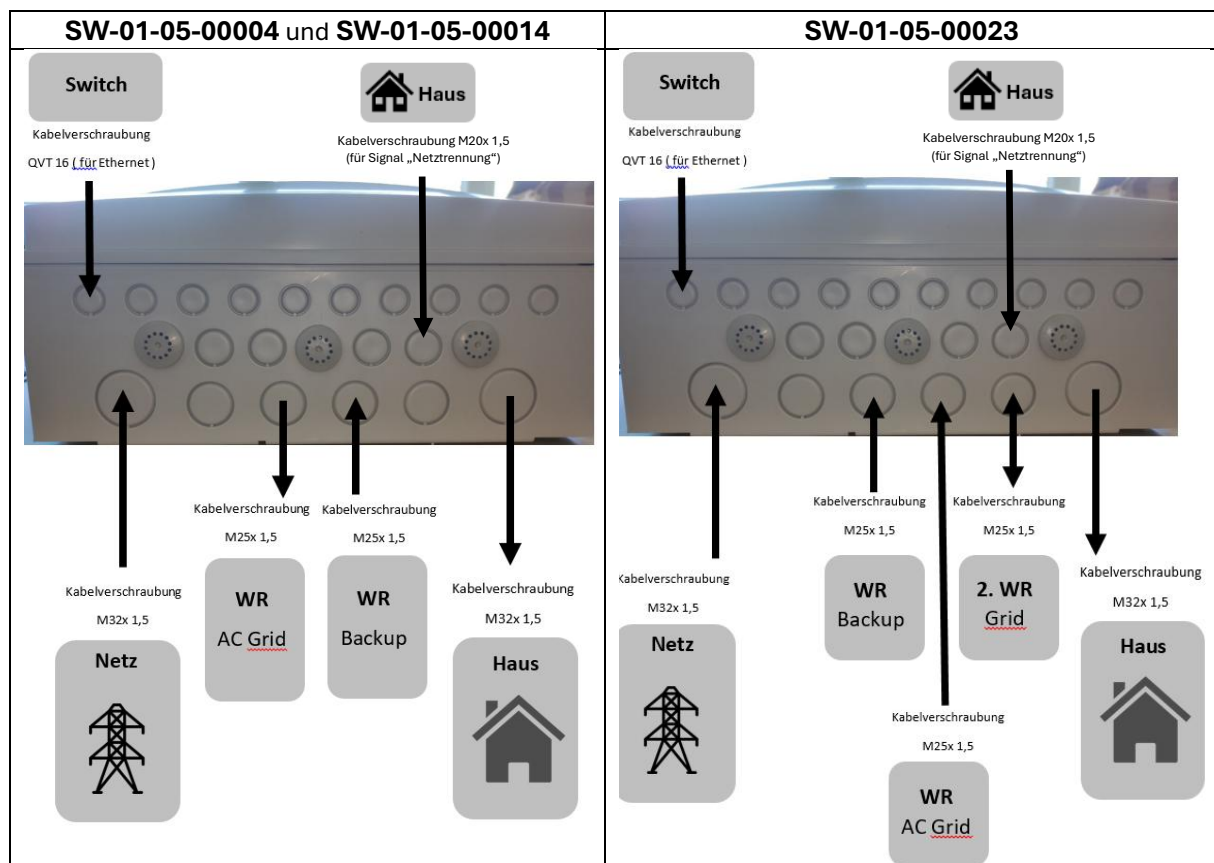 SW-01-05-00004 und SW-01-05-00014
Switch
Haus
Kabelverschraubung
QVT 16 ( für Ethernet )
Kabelverschraubung M20x 1,5
(für Signal „Netztrennung“)
Kabelverschraubung
M25x 1,5
Kabelverschraubung
M25x 1,5
Kabelverschraubung
M32x 1,5
WR
AC Grid
WR
Backup
Kabelverschraubung
M32x 1,5
Netz
Haus
SW-01-05-00023
Switch
Haus
Kabelverschraubung
QVT 16 ( für Ethernet )
Kabelverschraubung M20x 1,5
(für Signal „Netztrennung“)
Kabelverschraubung
M25x 1,5
Kabelverschraubung
M25x 1,5
Kabelverschraubung
M32x 1,5
WR
Backup
2. WR
Grid
Kabelverschraubung
M32x 1,5
Netz
Haus
Kabelverschraubung
M25x 1,5
WR
AC Grid